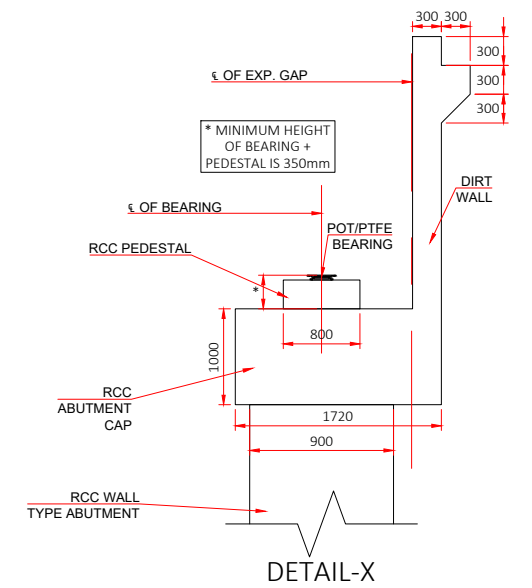 300 300
300
300
300
℄ OF EXP. GAP
* MINIMUM HEIGHT
OF BEARING +
PEDESTAL IS 350mm
DIRT
WALL
℄ OF BEARING
POT/PTFE
BEARING
RCC PEDESTAL
*
800
1000
RCC
ABUTMENT
CAP
1720
900
RCC WALL
TYPE ABUTMENT
DETAIL-X